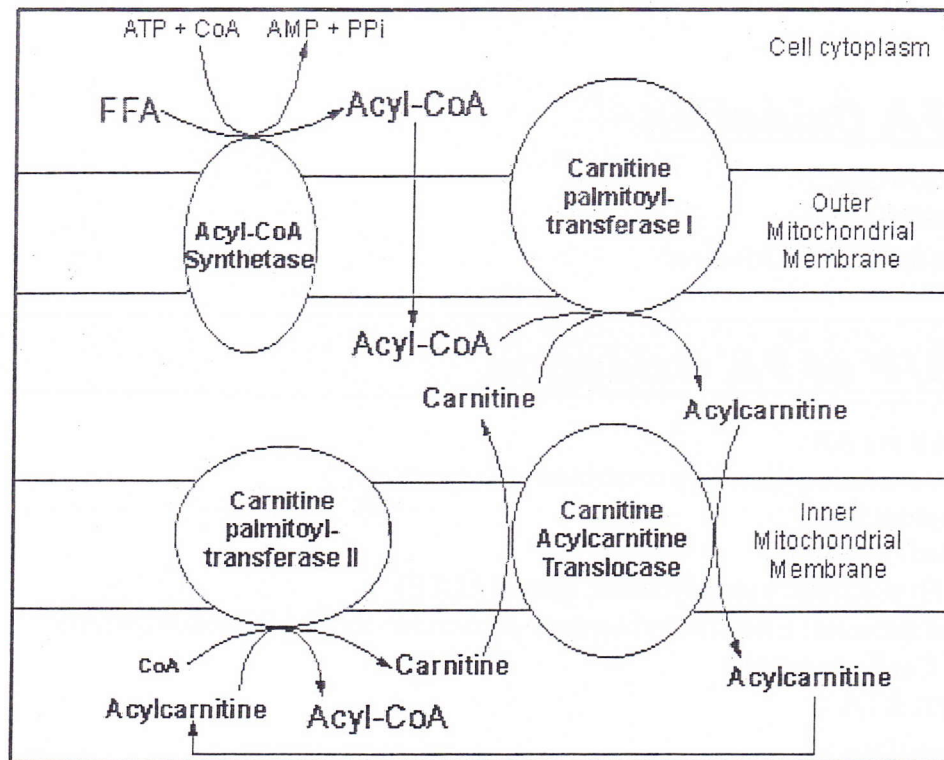 ATP + CoA AMP + PPi
Cell cytoplasm
FFA
Acyl-CoA
Carnitine
palmitoyl-
transferase I
Outer
Mitochondrial
Membrane
Acyl-CoA
Synthetase
Acyl-CoA
Carnitine
Acylcarnitine
Carnitine
palmitoyl-
transferase II
Carnitine
Acylcarnitine
Translocase
Inner
Mitochondrial
Membrane
CoA
Carnitine
Acylcarnitine
Acylcarnitine
Acyl-CoA